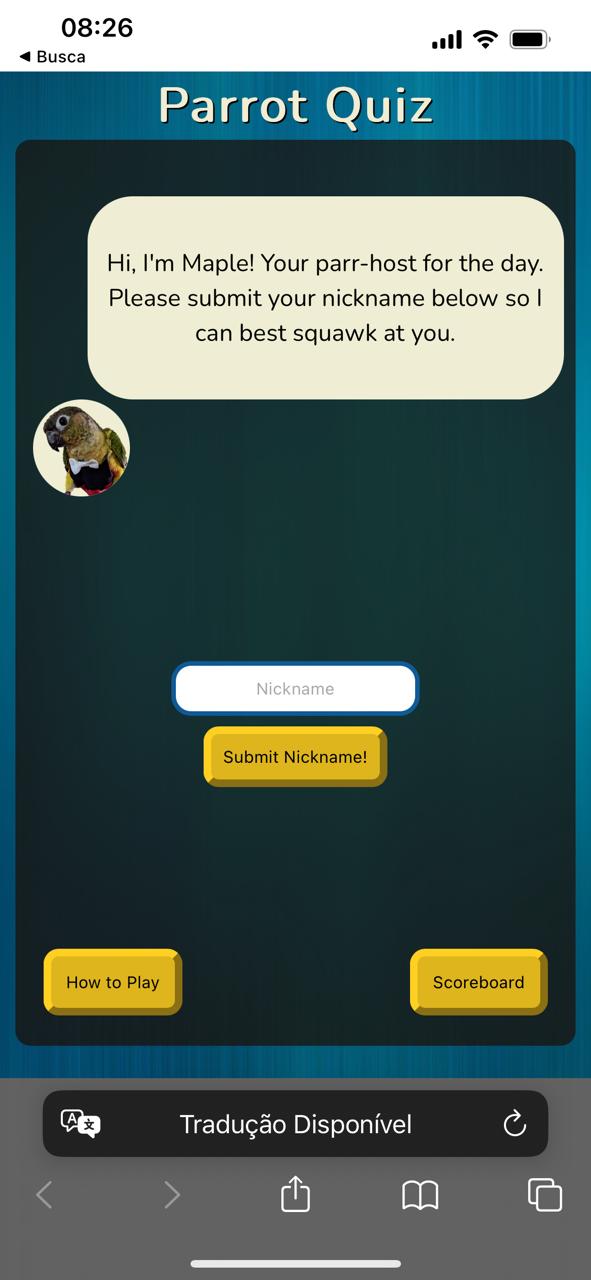 08:26
◀ Busca
Parrot Quiz
Hi, I'm Maple! Your parr-host for the day.
Please submit your nickname below so I
can best squawk at you.
Nickname
Submit Nickname!
How to Play
Scoreboard
Tradução Disponível